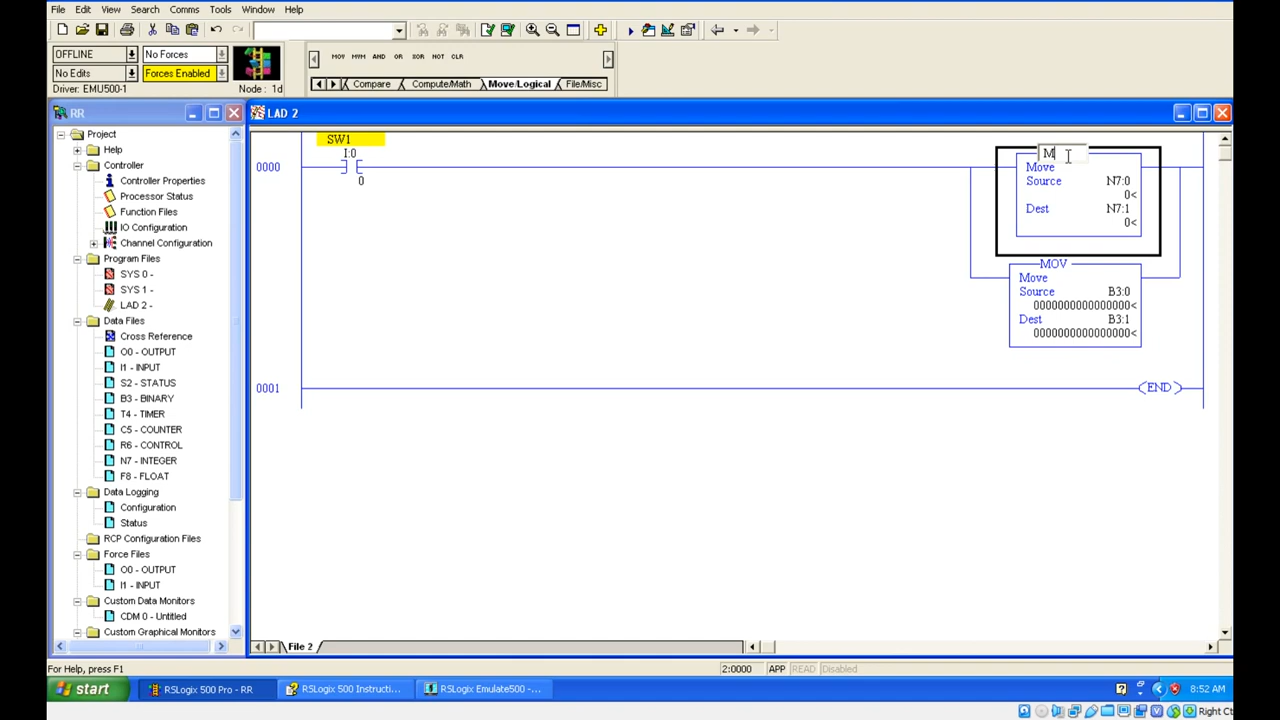 File Edit View Search Comms Tools Window Help
OFFLINE No Forces
No Edits Forces Enabled
Driver: EMU500-1 Node : 1d
MOV MVM AND OR XOR NOT CLR
Compare Compute/Math Move/Logical File/Misc
RR
Project
Help
Controller
Controller Properties
Processor Status
Function Files
IO Configuration
Channel Configuration
Program Files
SYS 0 -
SYS 1 -
LAD 2 -
Data Files
Cross Reference
O0 - OUTPUT
I1 - INPUT
S2 - STATUS
B3 - BINARY
T4 - TIMER
C5 - COUNTER
R6 - CONTROL
N7 - INTEGER
F8 - FLOAT
Data Logging
Configuration
Status
RCP Configuration Files
Force Files
O0 - OUTPUT
I1 - INPUT
Custom Data Monitors
CDM 0 - Untitled
Custom Graphical Monitors
LAD 2
SW1
I:0
0000
0
M
Move
Source N7:0
0<
Dest N7:1
0<
MOV
Move
Source B3:0
0000000000000000<
Dest B3:1
0000000000000000<
0001
END
File 2
For Help, press F1
2:0000 APP READ Disabled
start
RSLogix 500 Pro - RR
RSLogix 500 Instructi...
RSLogix Emulate500 -...
8:52 AM
Right Ct